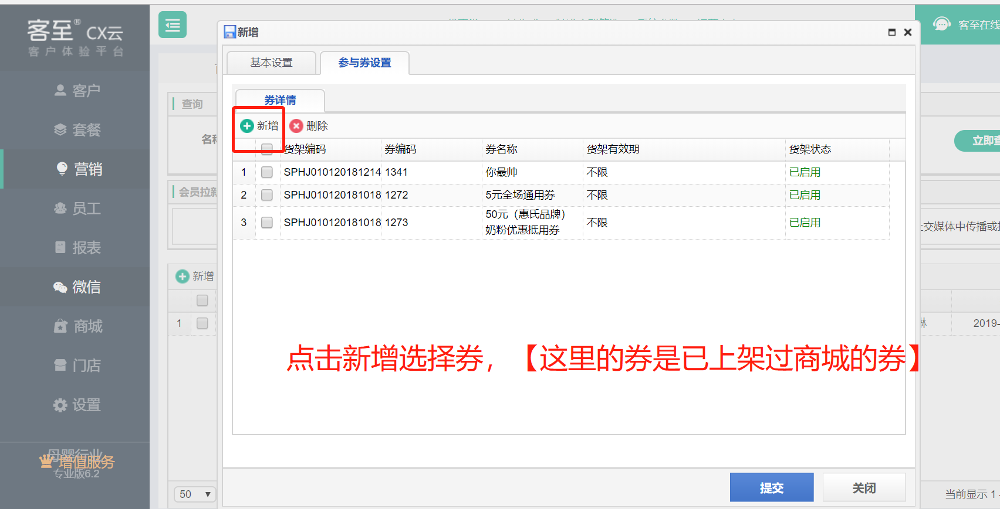 客至® CX云
客户体验平台
客户
套餐
营销
员工
报表
微信
商城
门店
设置
母婴行业
增值服务
专业版6.2
客至在线
查询
名称
立即查
会员拉新
交媒体中传播或
新增
1
2019-
50
当前显示 1
新增
基本设置
参与券设置
券详情
新增 删除
货架编码 券编码 券名称 货架有效期 货架状态
1 SPHJ010120181214 1341 你最帅 不限 已启用
2 SPHJ010120181018 1272 5元全场通用券 不限 已启用
3 SPHJ010120181018 1273 50元（惠氏品牌）
奶粉优惠抵用券 不限 已启用
点击新增选择券，【这里的券是已上架过商城的券】
提交 关闭